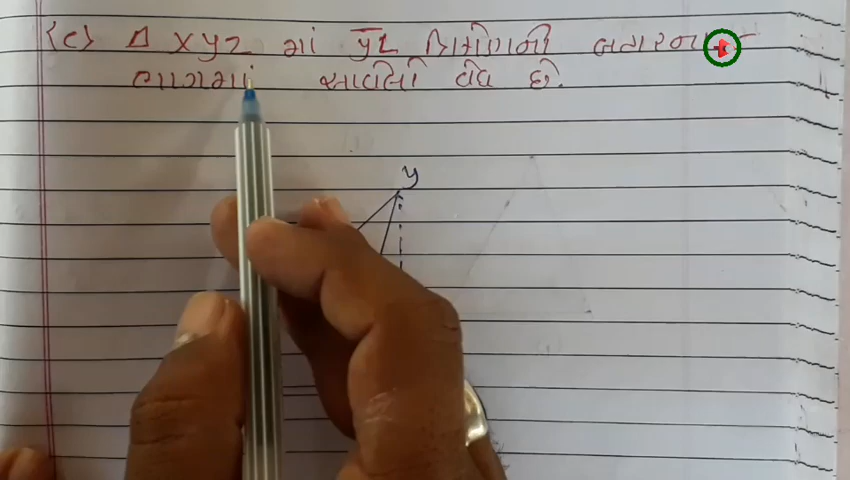 (c) Δ XYZ માં YZ ત્રિકોણની બહારના
ભાગમાં આવેલો વેધ છે.
Y